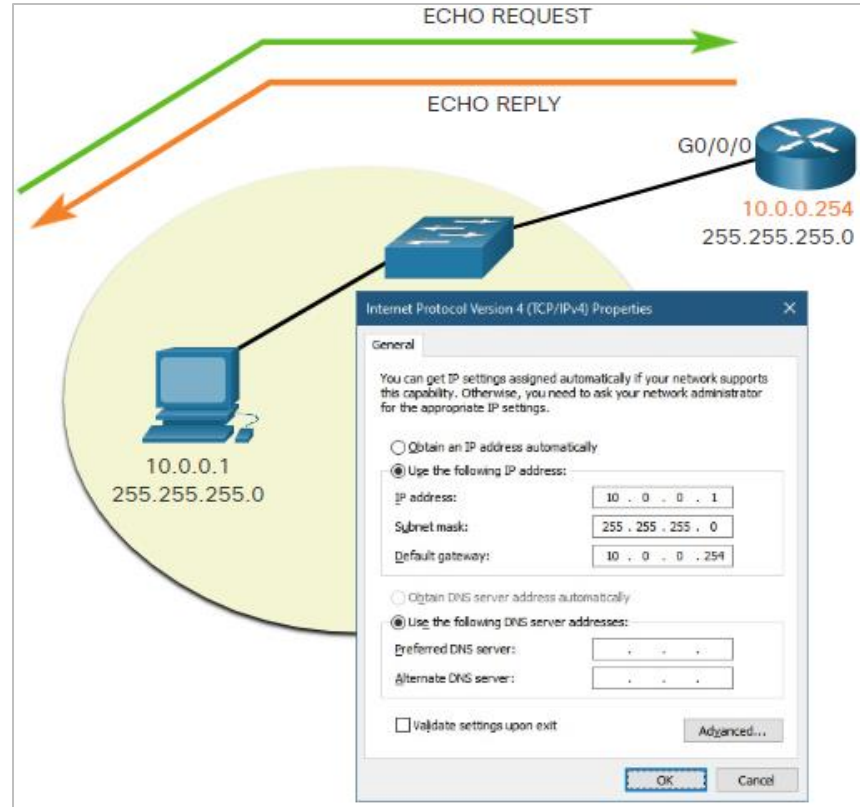 ECHO REQUEST
ECHO REPLY
G0/0/0
10.0.0.254
255.255.255.0
10.0.0.1
255.255.255.0
Internet Protocol Version 4 (TCP/IPv4) Properties
General
You can get IP settings assigned automatically if your network supports
this capability. Otherwise, you need to ask your network administrator
for the appropriate IP settings.
Obtain an IP address automatically
Use the following IP address:
IP address: 10 . 0 . 0 . 1
Subnet mask: 255 . 255 . 255 . 0
Default gateway: 10 . 0 . 0 . 254
Obtain DNS server address automatically
Use the following DNS server addresses:
Preferred DNS server: . . .
Alternate DNS server: . . .
Validate settings upon exit
Advanced...
OK Cancel